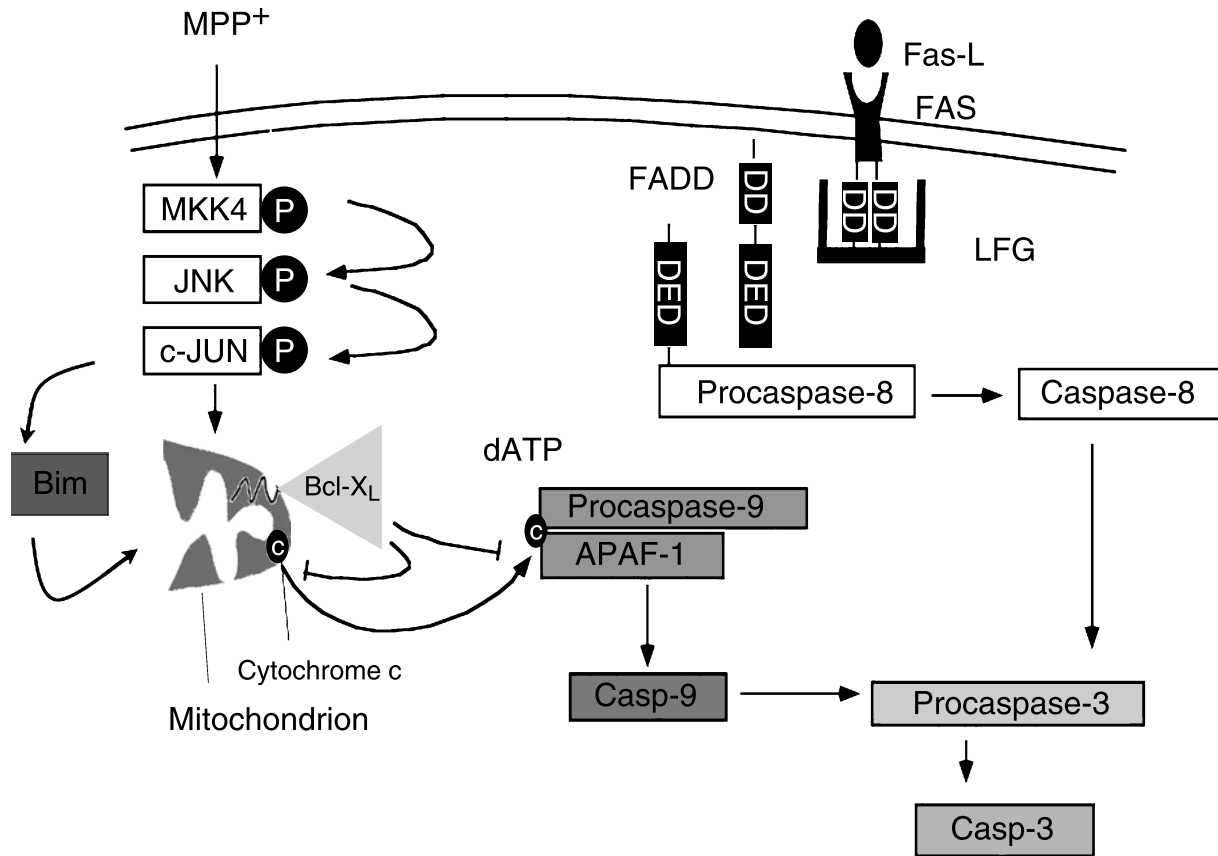 MPP+
Fas-L
FAS
FADD
DD
DD
DD
MKK4
P
LFG
JNK
P
DED
DED
c-JUN
P
Procaspase-8
Caspase-8
dATP
Bim
Bcl-XL
Procaspase-9
c
c
APAF-1
Cytochrome c
Casp-9
Procaspase-3
Mitochondrion
Casp-3